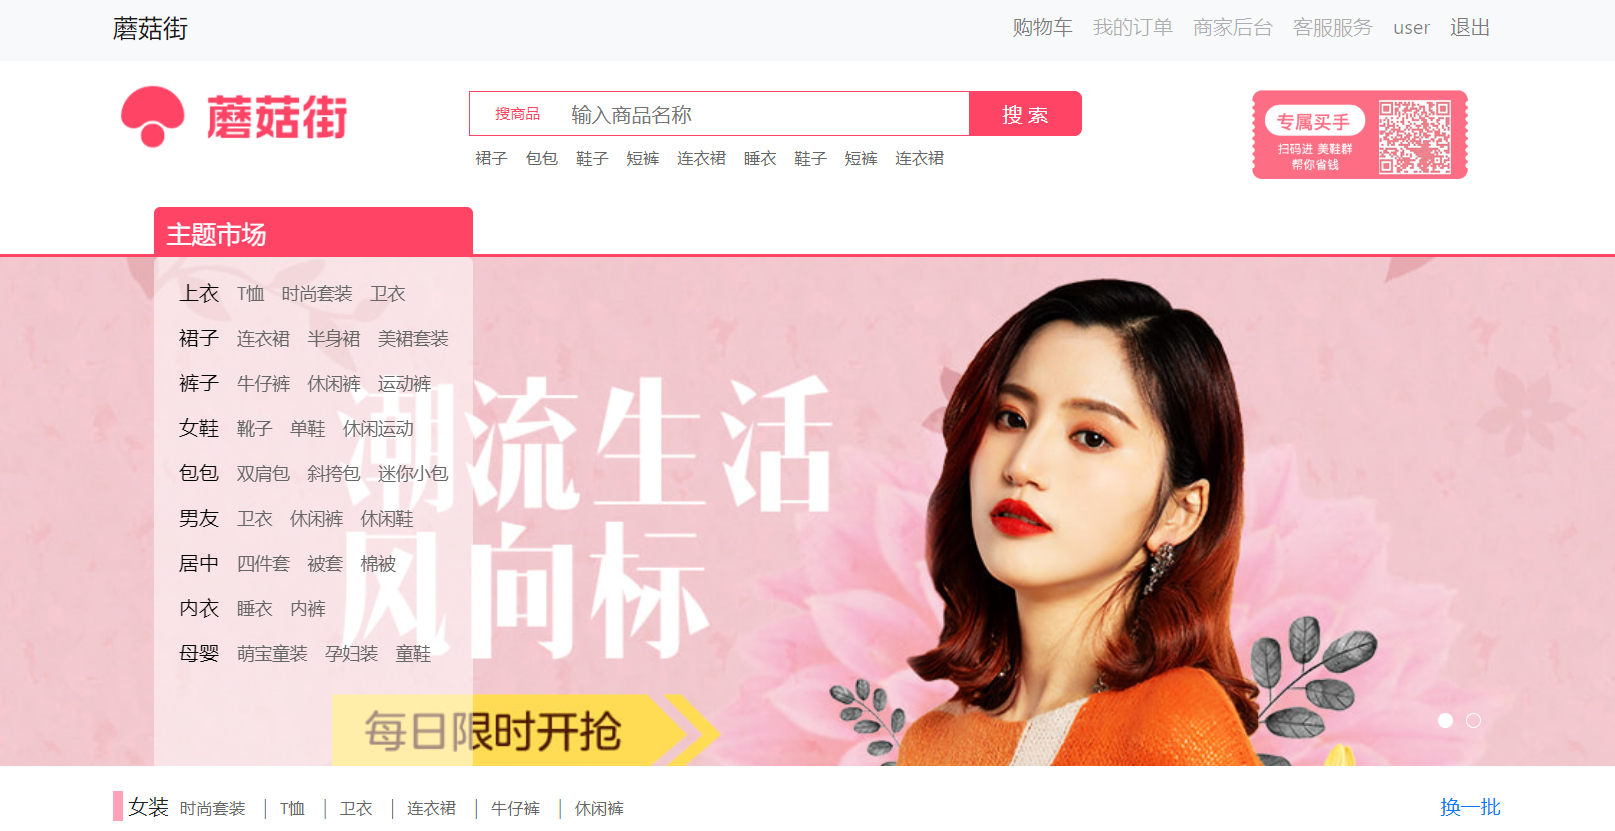 蘑菇街 购物车 我的订单 商家后台 客服服务 user 退出
蘑菇街 搜商品 输入商品名称 搜 索
裙子 包包 鞋子 短裤 连衣裙 睡衣 鞋子 短裤 连衣裙
专属买手
扫码进 美鞋群
帮你省钱
主题市场
上衣 T恤 时尚套装 卫衣
裙子 连衣裙 半身裙 美裙套装
裤子 牛仔裤 休闲裤 运动裤
女鞋 靴子 单鞋 休闲运动
包包 双肩包 斜挎包 迷你小包
男友 卫衣 休闲裤 休闲鞋
居中 四件套 被套 棉被
内衣 睡衣 内裤
母婴 萌宝童装 孕妇装 童鞋
潮流生活
风向标
每日限时开抢
女装 时尚套装 | T恤 | 卫衣 | 连衣裙 | 牛仔裤 | 休闲裤 换一批